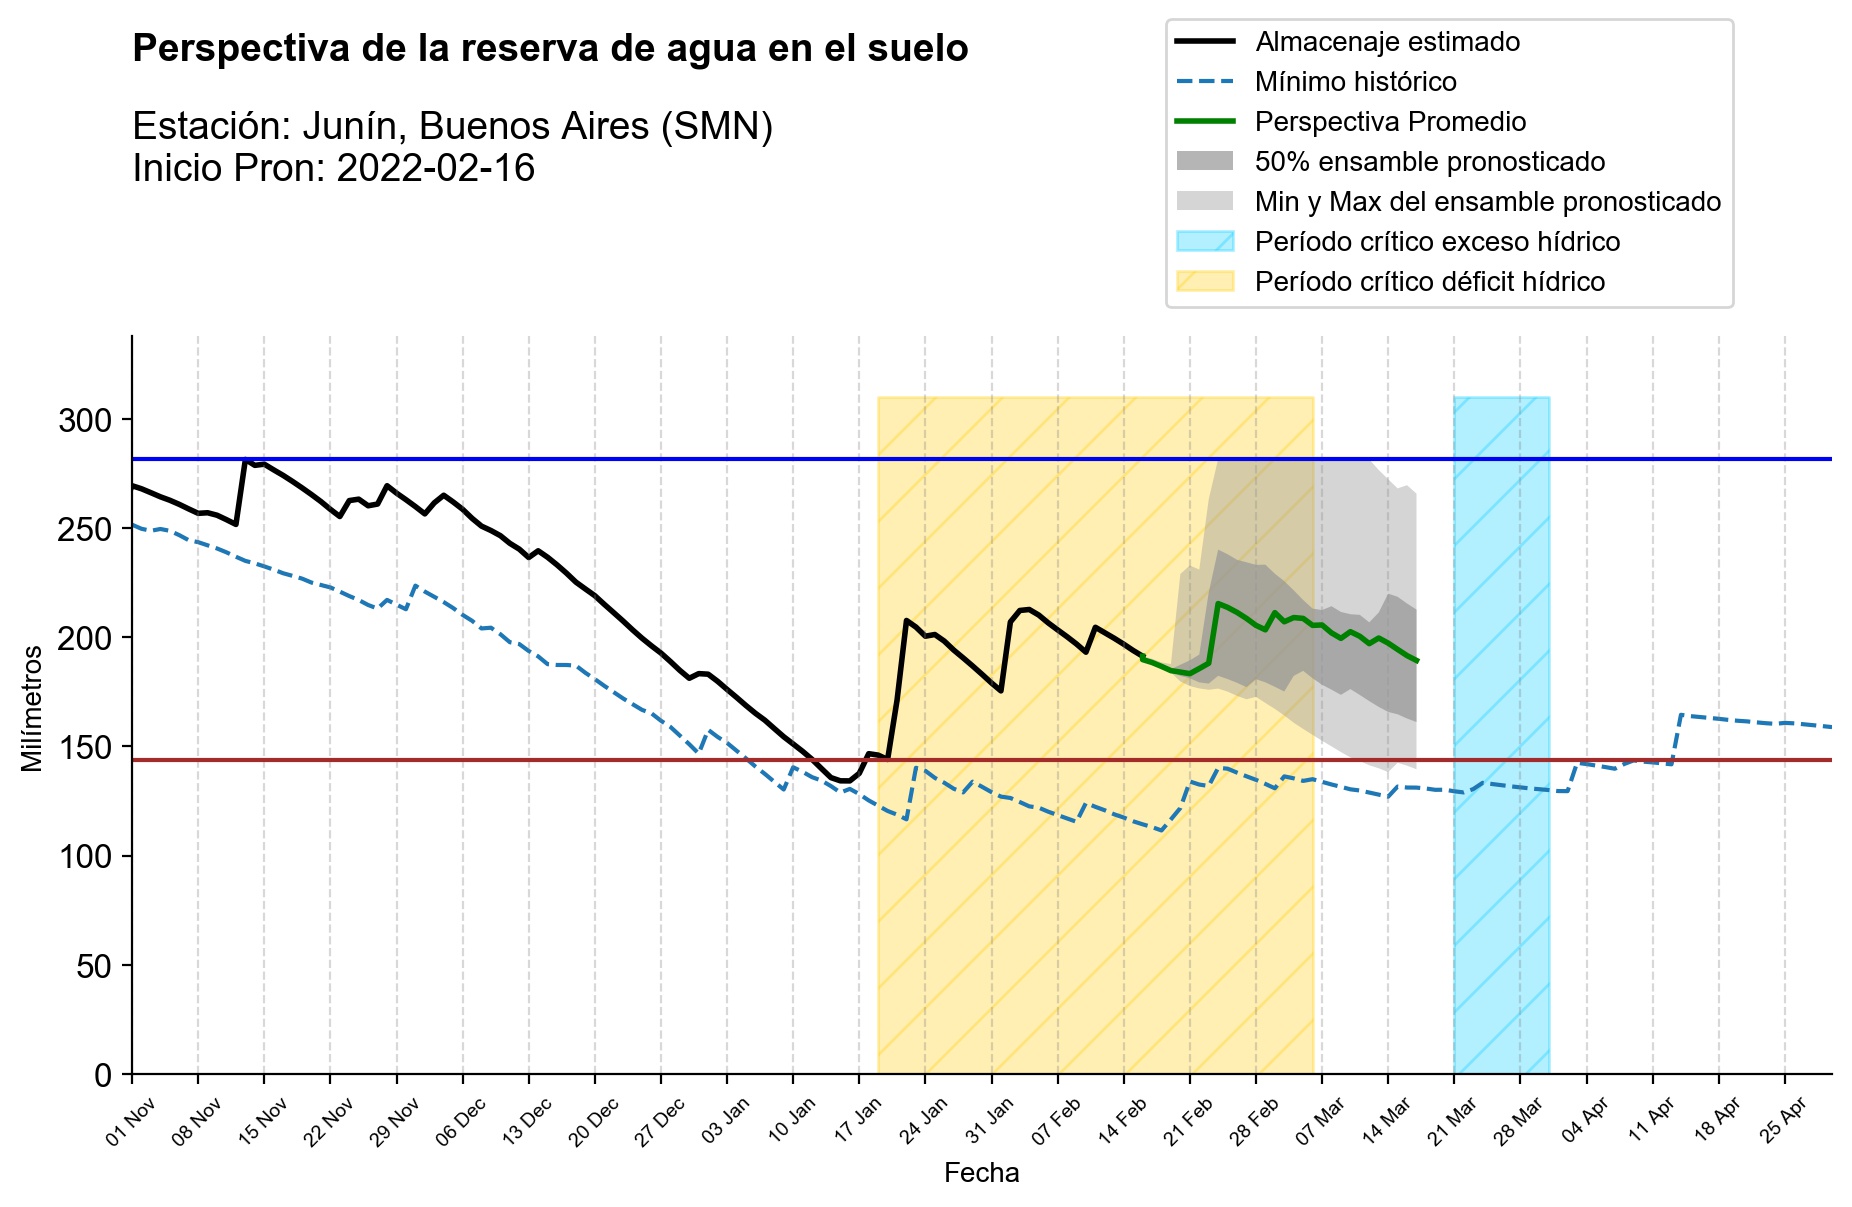 Perspectiva de la reserva de agua en el suelo
Estación: Junín, Buenos Aires (SMN)
Inicio Pron: 2022-02-16
Almacenaje estimado
Mínimo histórico
Perspectiva Promedio
50% ensamble pronosticado
Min y Max del ensamble pronosticado
Período crítico exceso hídrico
Período crítico déficit hídrico
Milímetros
300
250
200
150
100
50
0
01 Nov
08 Nov
15 Nov
22 Nov
29 Nov
06 Dec
13 Dec
20 Dec
27 Dec
03 Jan
10 Jan
17 Jan
24 Jan
31 Jan
07 Feb
14 Feb
21 Feb
28 Feb
07 Mar
14 Mar
21 Mar
28 Mar
04 Apr
11 Apr
18 Apr
25 Apr
Fecha